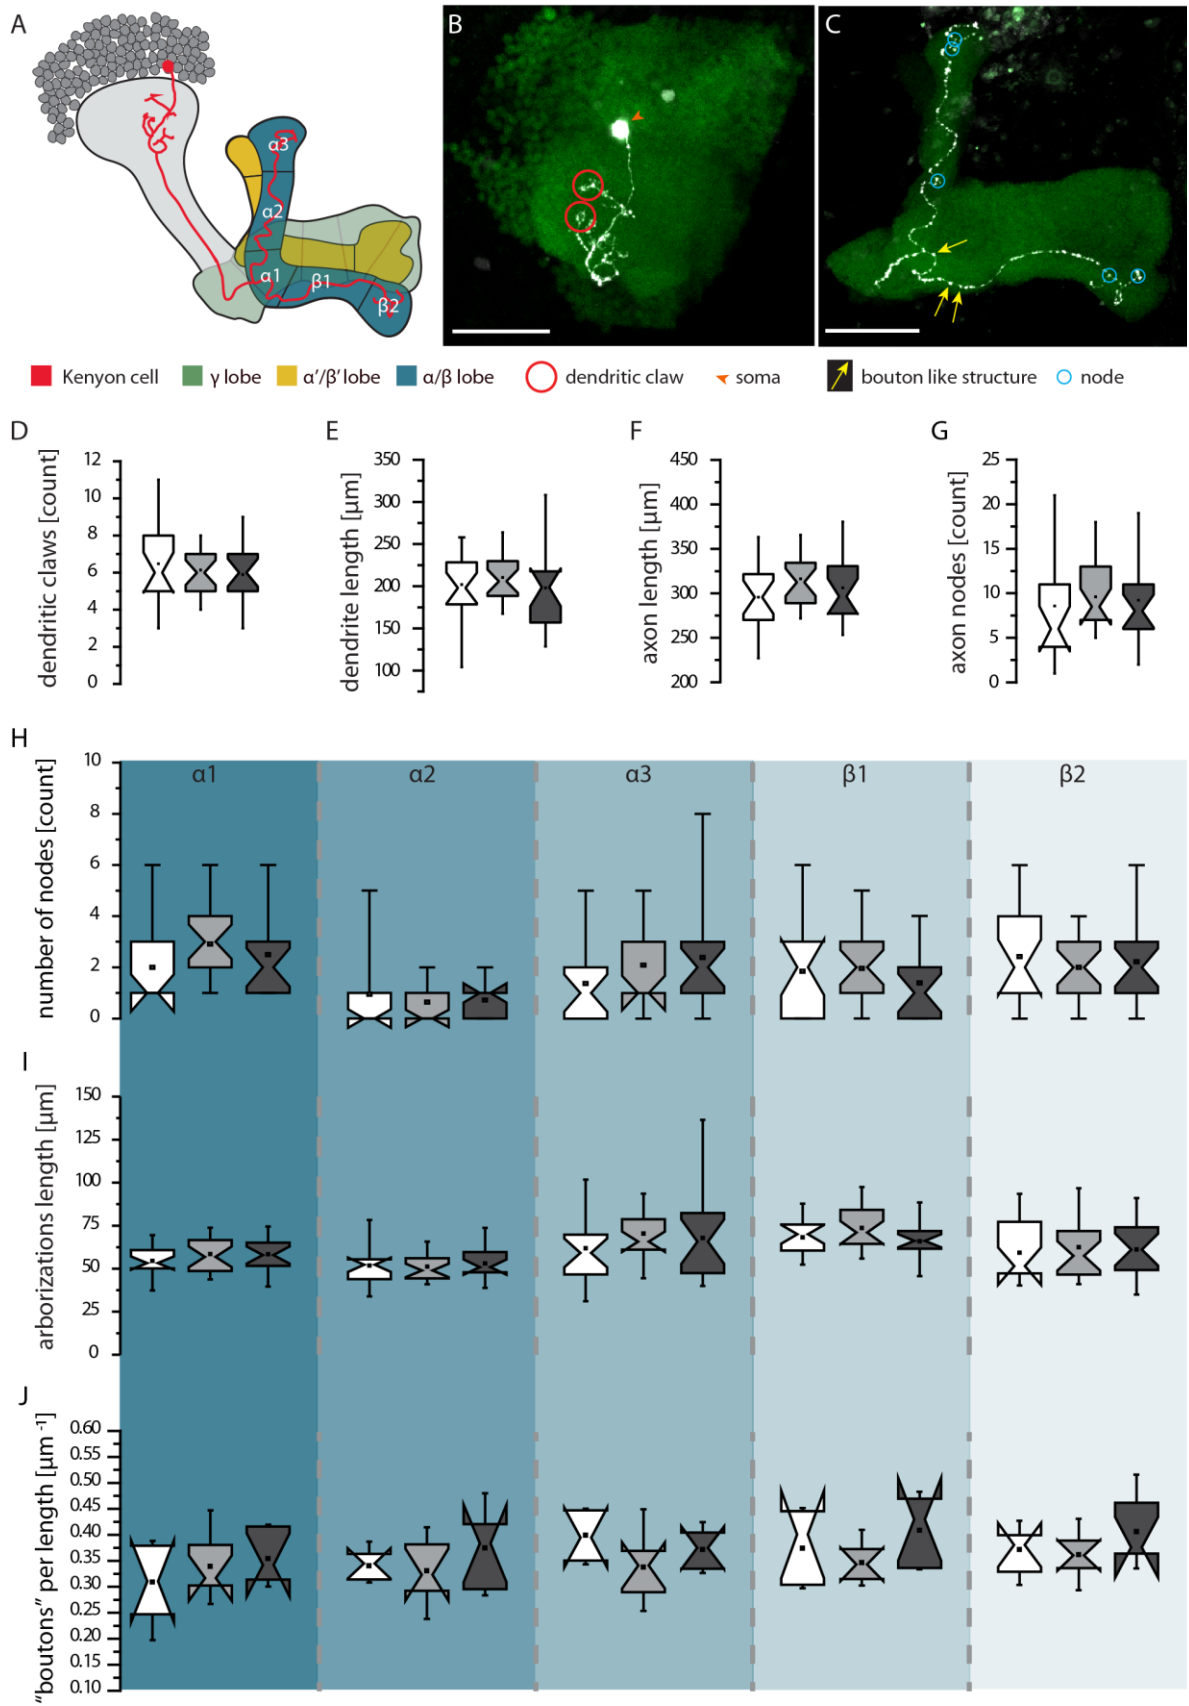 A
B
C
α3
α2
α1
β1
β2
Kenyon cell
γ lobe
α'/β' lobe
α/β lobe
dendritic claw
soma
bouton like structure
node
D
dendritic claws [count]
12
10
8
6
4
2
0
E
dendrite length [µm]
350
300
250
200
150
100
F
axon length [µm]
450
400
350
300
250
200
G
axon nodes [count]
25
20
15
10
5
0
H
α1
α2
α3
β1
β2
number of nodes [count]
10
8
6
4
2
0
I
arborizations length [µm]
150
125
100
75
50
25
0
J
“boutons” per length [µm ⁻¹]
0.60
0.55
0.50
0.45
0.40
0.35
0.30
0.25
0.20
0.15
0.10